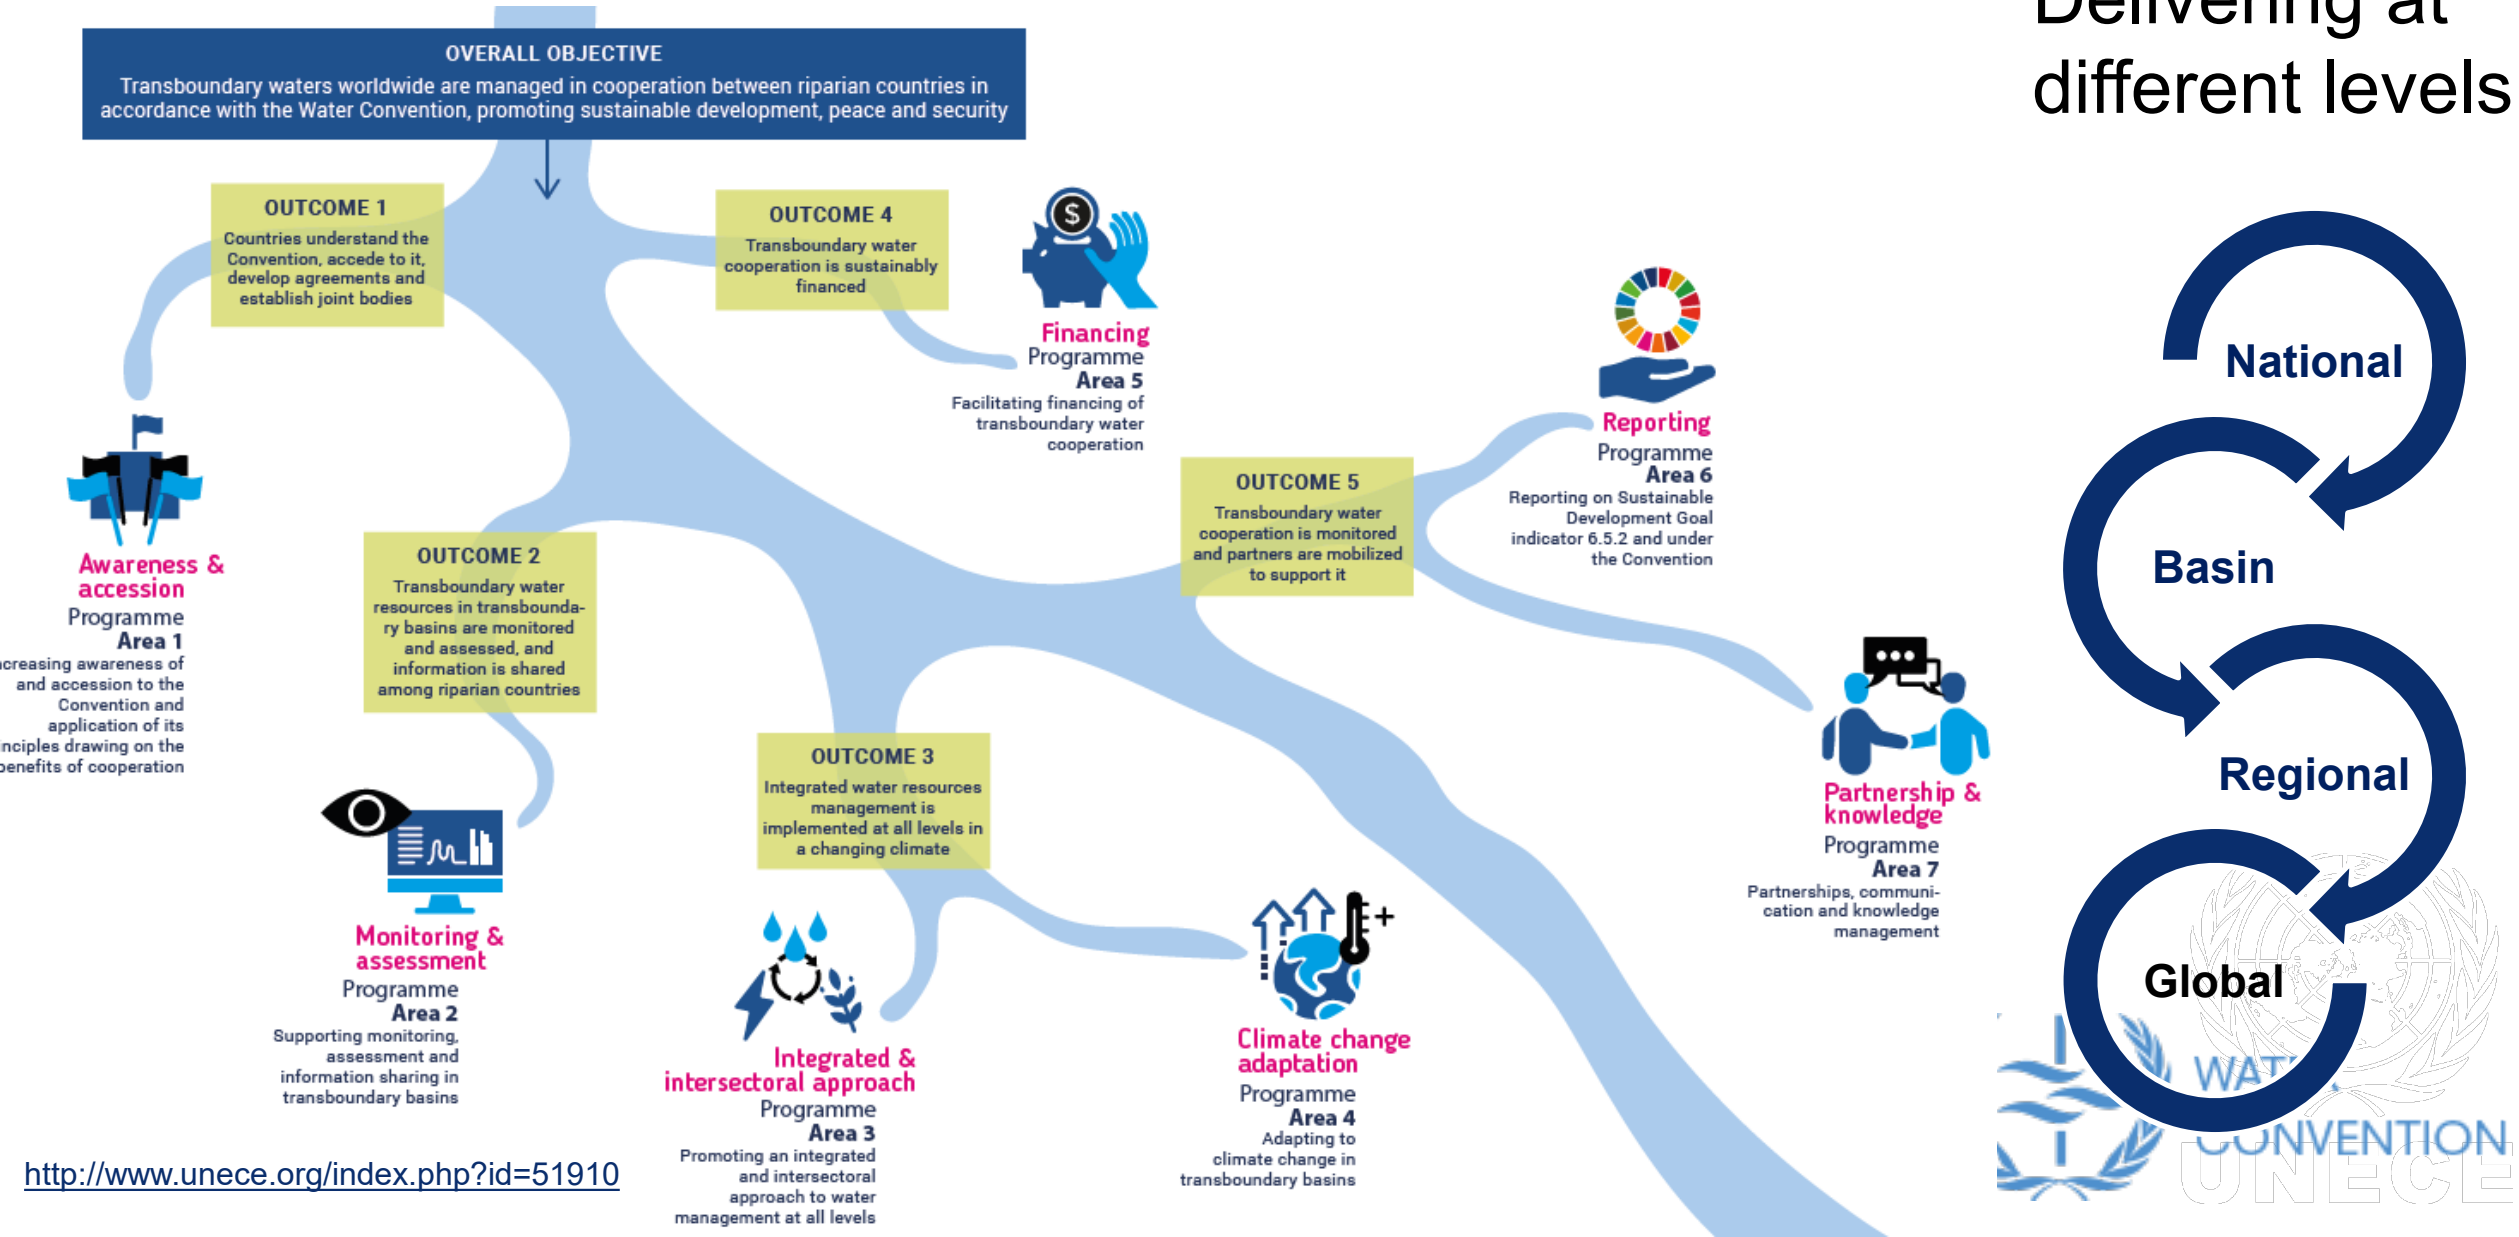 Delivering at
different levels
OVERALL OBJECTIVE
Transboundary waters worldwide are managed in cooperation between riparian countries in
accordance with the Water Convention, promoting sustainable development, peace and security
OUTCOME 1
Countries understand the
Convention, accede to it,
develop agreements and
establish joint bodies
OUTCOME 4
Transboundary water
cooperation is sustainably
financed
$
Financing
Programme
Area 5
Facilitating financing of
transboundary water
cooperation
Reporting
Programme
Area 6
Reporting on Sustainable
Development Goal
indicator 6.5.2 and under
the Convention
OUTCOME 5
Transboundary water
cooperation is monitored
and partners are mobilized
to support it
Awareness &
accession
Programme
Area 1
ncreasing awareness of
and accession to the
Convention and
application of its
inciples drawing on the
benefits of cooperation
OUTCOME 2
Transboundary water
resources in transbounda-
ry basins are monitored
and assessed, and
information is shared
among riparian countries
OUTCOME 3
Integrated water resources
management is
implemented at all levels in
a changing climate
Partnership &
knowledge
Programme
Area 7
Partnerships, communi-
cation and knowledge
management
Monitoring &
assessment
Programme
Area 2
Supporting monitoring,
assessment and
information sharing in
transboundary basins
Integrated &
intersectoral approach
Programme
Area 3
Promoting an integrated
and intersectoral
approach to water
management at all levels
Climate change
adaptation
Programme
Area 4
Adapting to
climate change in
transboundary basins
http://www.unece.org/index.php?id=51910
National
Basin
Regional
Global
CONVENTION
UNECE